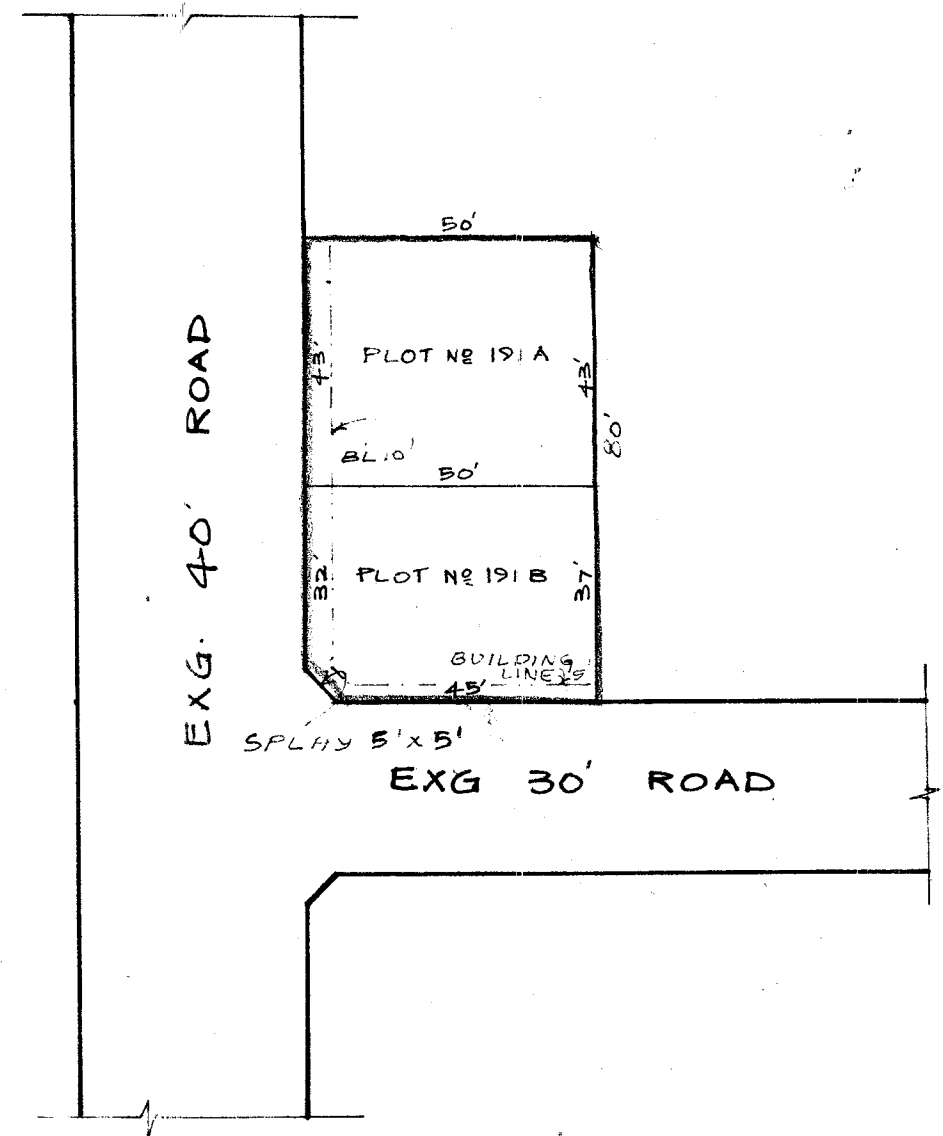 50'
EXG. 40' ROAD
43'
PLOT Nº 191 A
43'
80'
BL 10'
50'
32'
PLOT Nº 191 B
37'
BUILDING
LINE 5'
45'
SPLAY 5' x 5'
EXG 30' ROAD